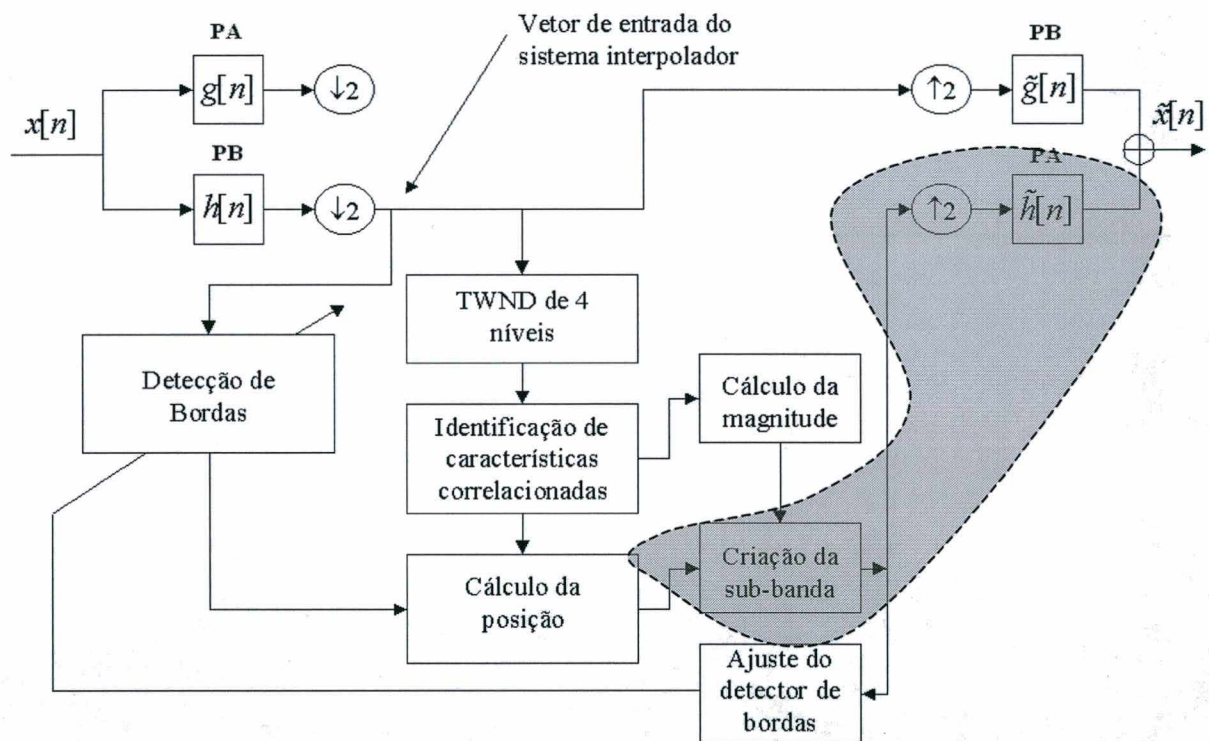 Vetor de entrada do
sistema interpolador
PA
g[n]
↓2
x[n]
PB
h[n]
↓2
PB
↑2
g̃[n]
x̃[n]
PA
↑2
h̃[n]
TWND de 4
níveis
Detecção de
Bordas
Identificação de
características
correlacionadas
Cálculo da
magnitude
Cálculo da
posição
Criação da
sub-banda
Ajuste do
detector de
bordas